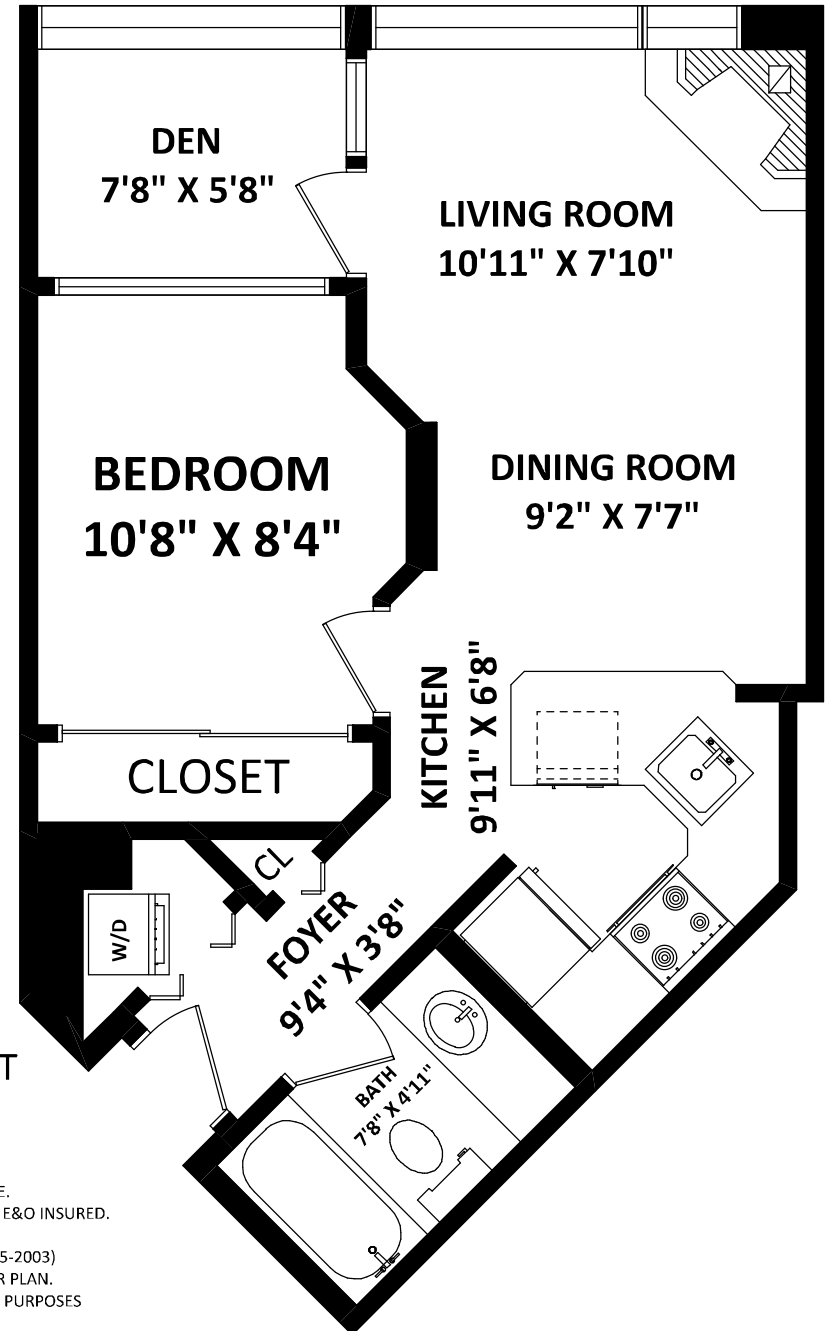 DEN
7'8" X 5'8"
LIVING ROOM
10'11" X 7'10"
BEDROOM
10'8" X 8'4"
DINING ROOM
9'2" X 7'7"
KITCHEN
9'11" X 6'8"
CLOSET
CL
W/D
FOYER
9'4" X 3'8"
BATH
7'8" X 4'11"
T
E.
E&O INSURED.
5-2003)
R PLAN.
PURPOSES